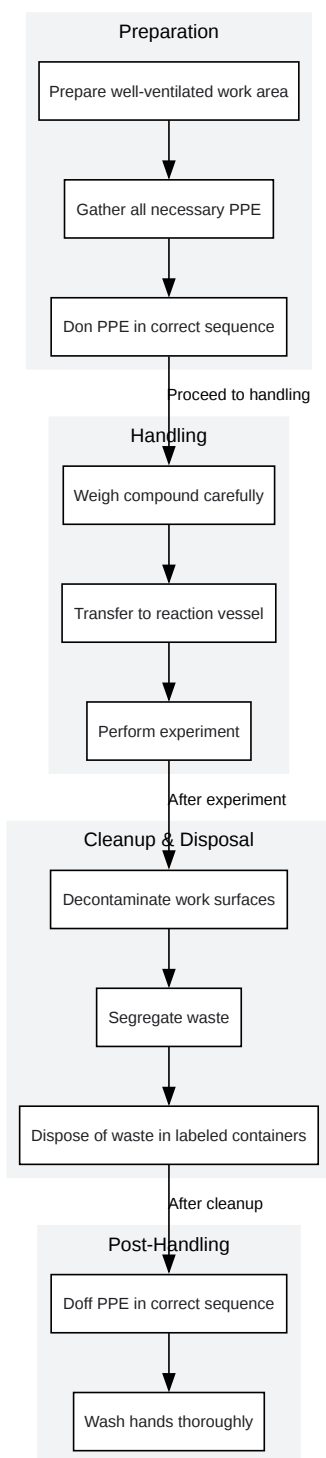 Preparation
Prepare well-ventilated work area
Gather all necessary PPE
Don PPE in correct sequence
Proceed to handling
Handling
Weigh compound carefully
Transfer to reaction vessel
Perform experiment
After experiment
Cleanup & Disposal
Decontaminate work surfaces
Segregate waste
Dispose of waste in labeled containers
After cleanup
Post-Handling
Doff PPE in correct sequence
Wash hands thoroughly